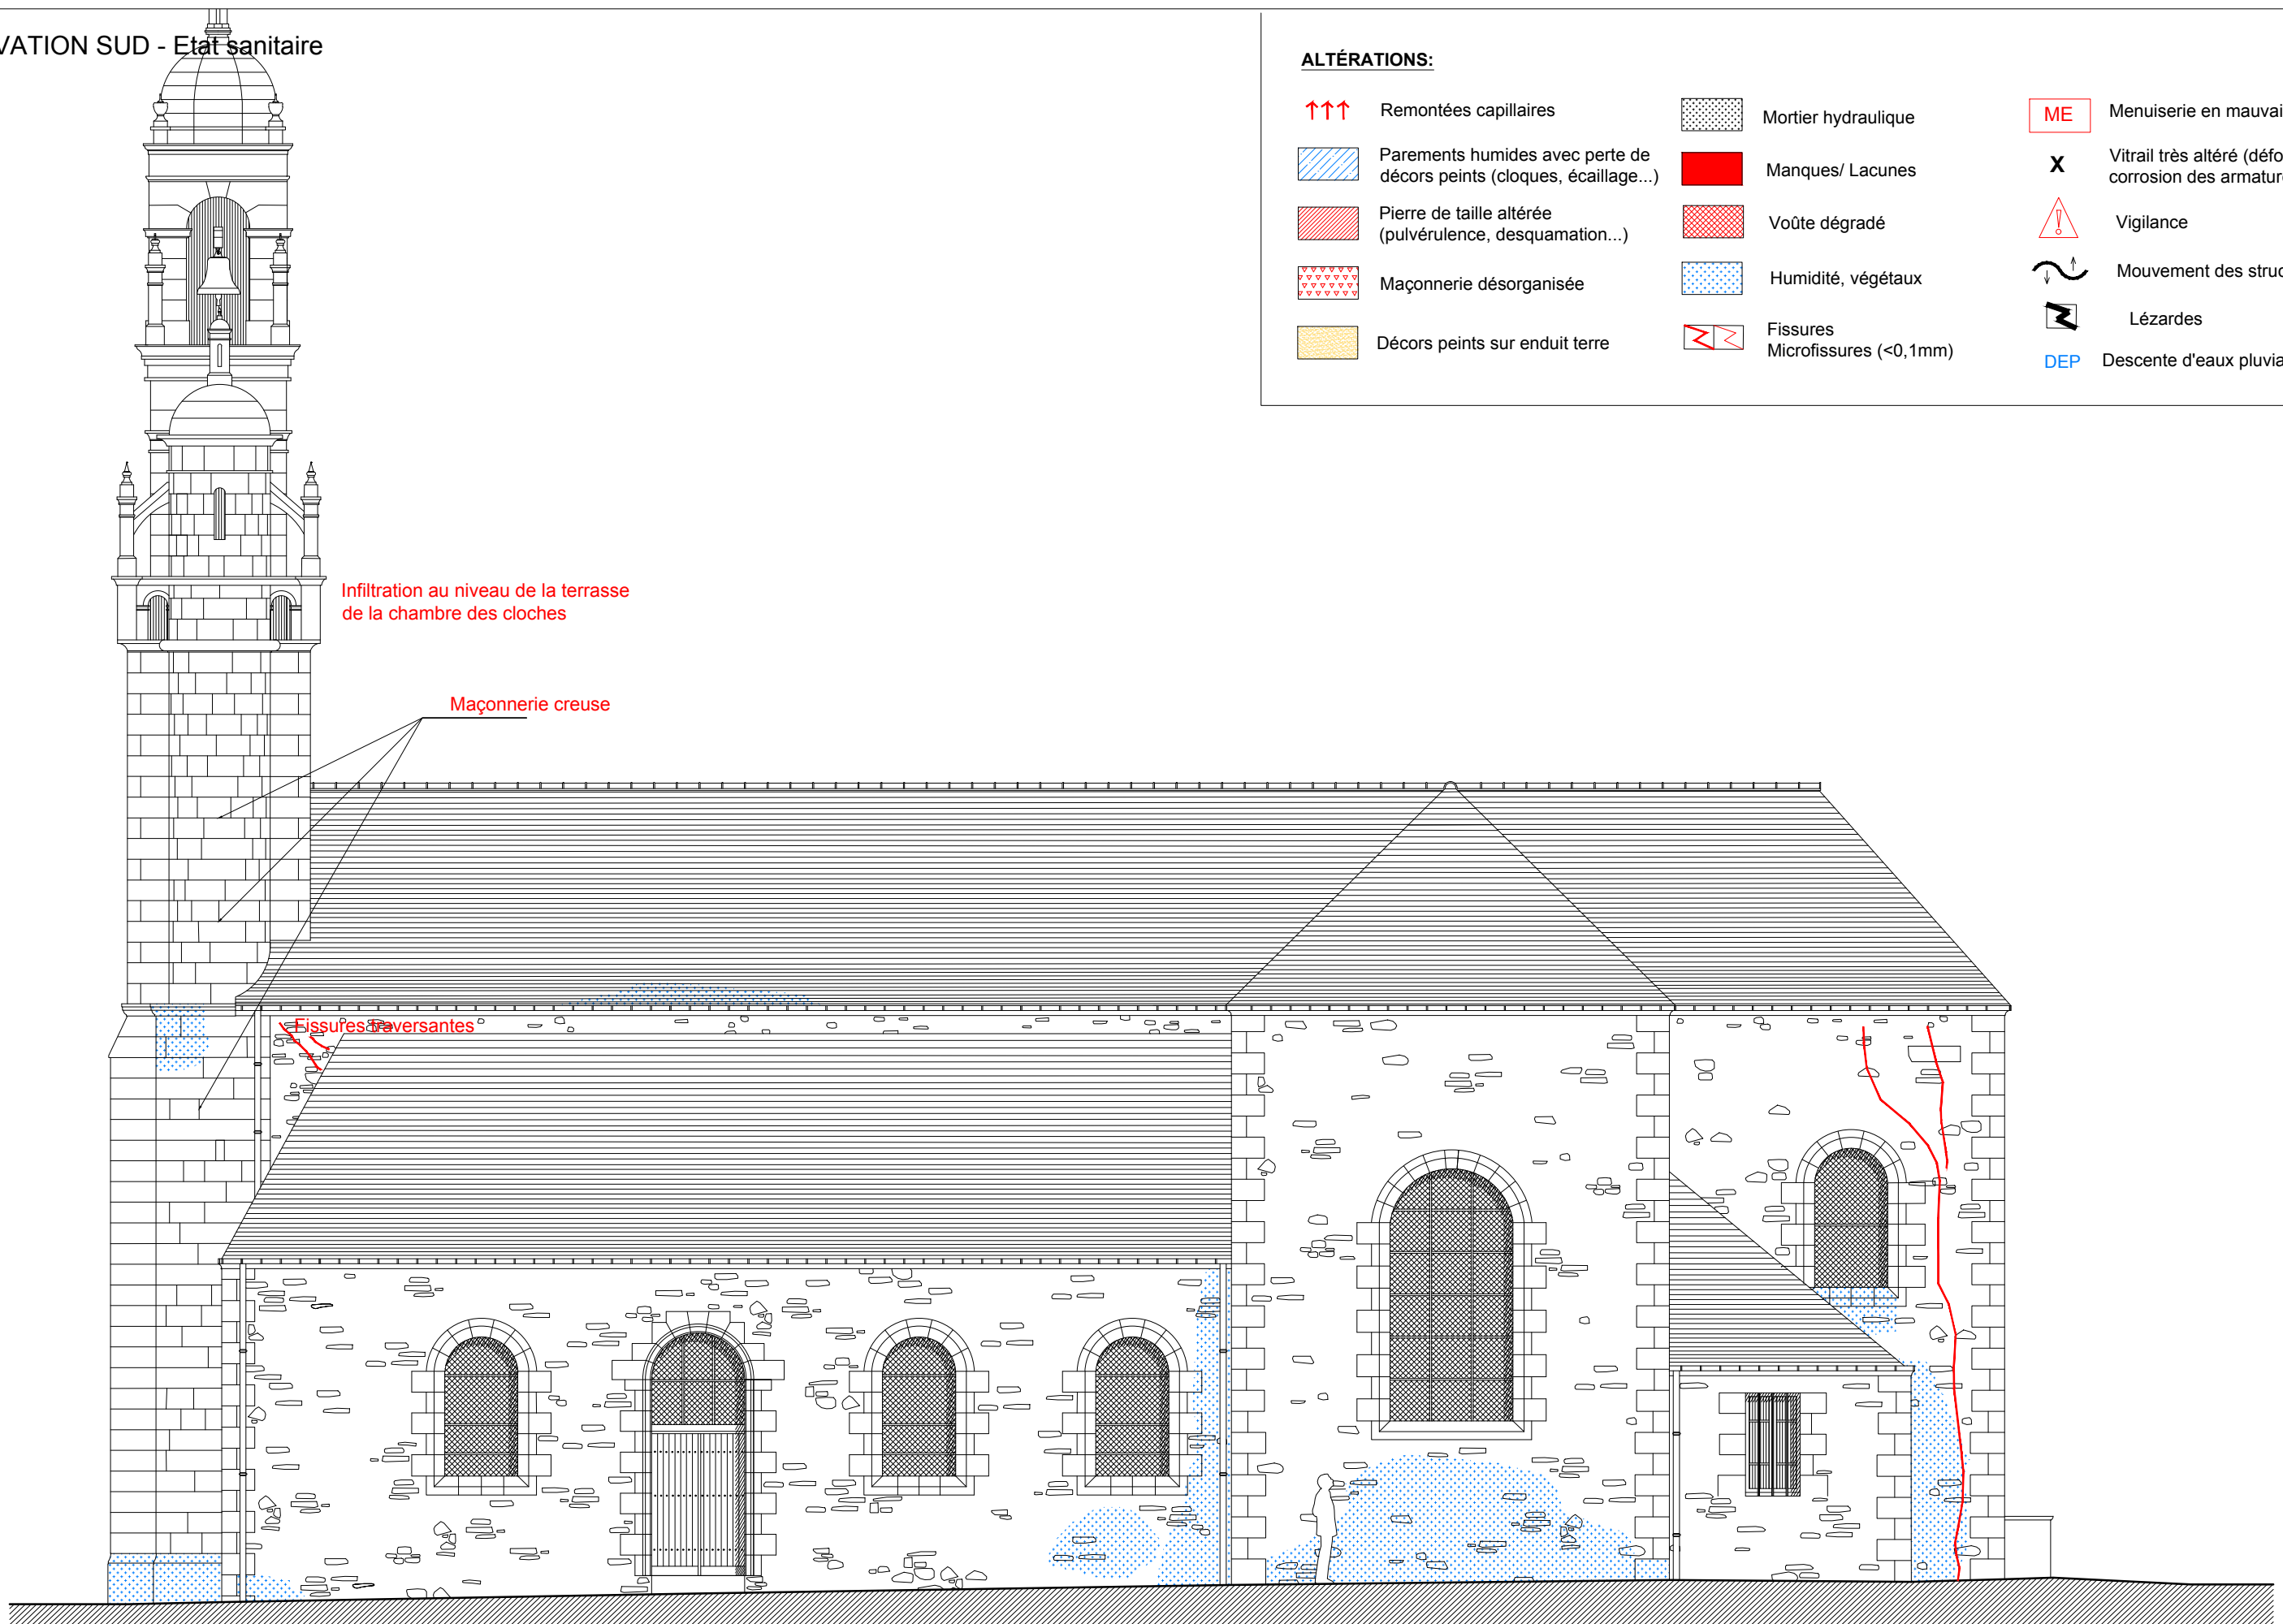 VATION SUD - Etat sanitaire
ALTÉRATIONS:
Remontées capillaires
Parements humides avec perte de
décors peints (cloques, écaillage...)
Pierre de taille altérée
(pulvérulence, desquamation...)
Maçonnerie désorganisée
Décors peints sur enduit terre
Mortier hydraulique
Manques/ Lacunes
Voûte dégradé
Humidité, végétaux
Fissures
Microfissures (<0,1mm)
ME Menuiserie en mauvai
X Vitrail très altéré (défo
corrosion des armatur
Vigilance
Mouvement des struc
Lézardes
DEP Descente d'eaux pluvia
Infiltration au niveau de la terrasse
de la chambre des cloches
Maçonnerie creuse
Fissures traversantes